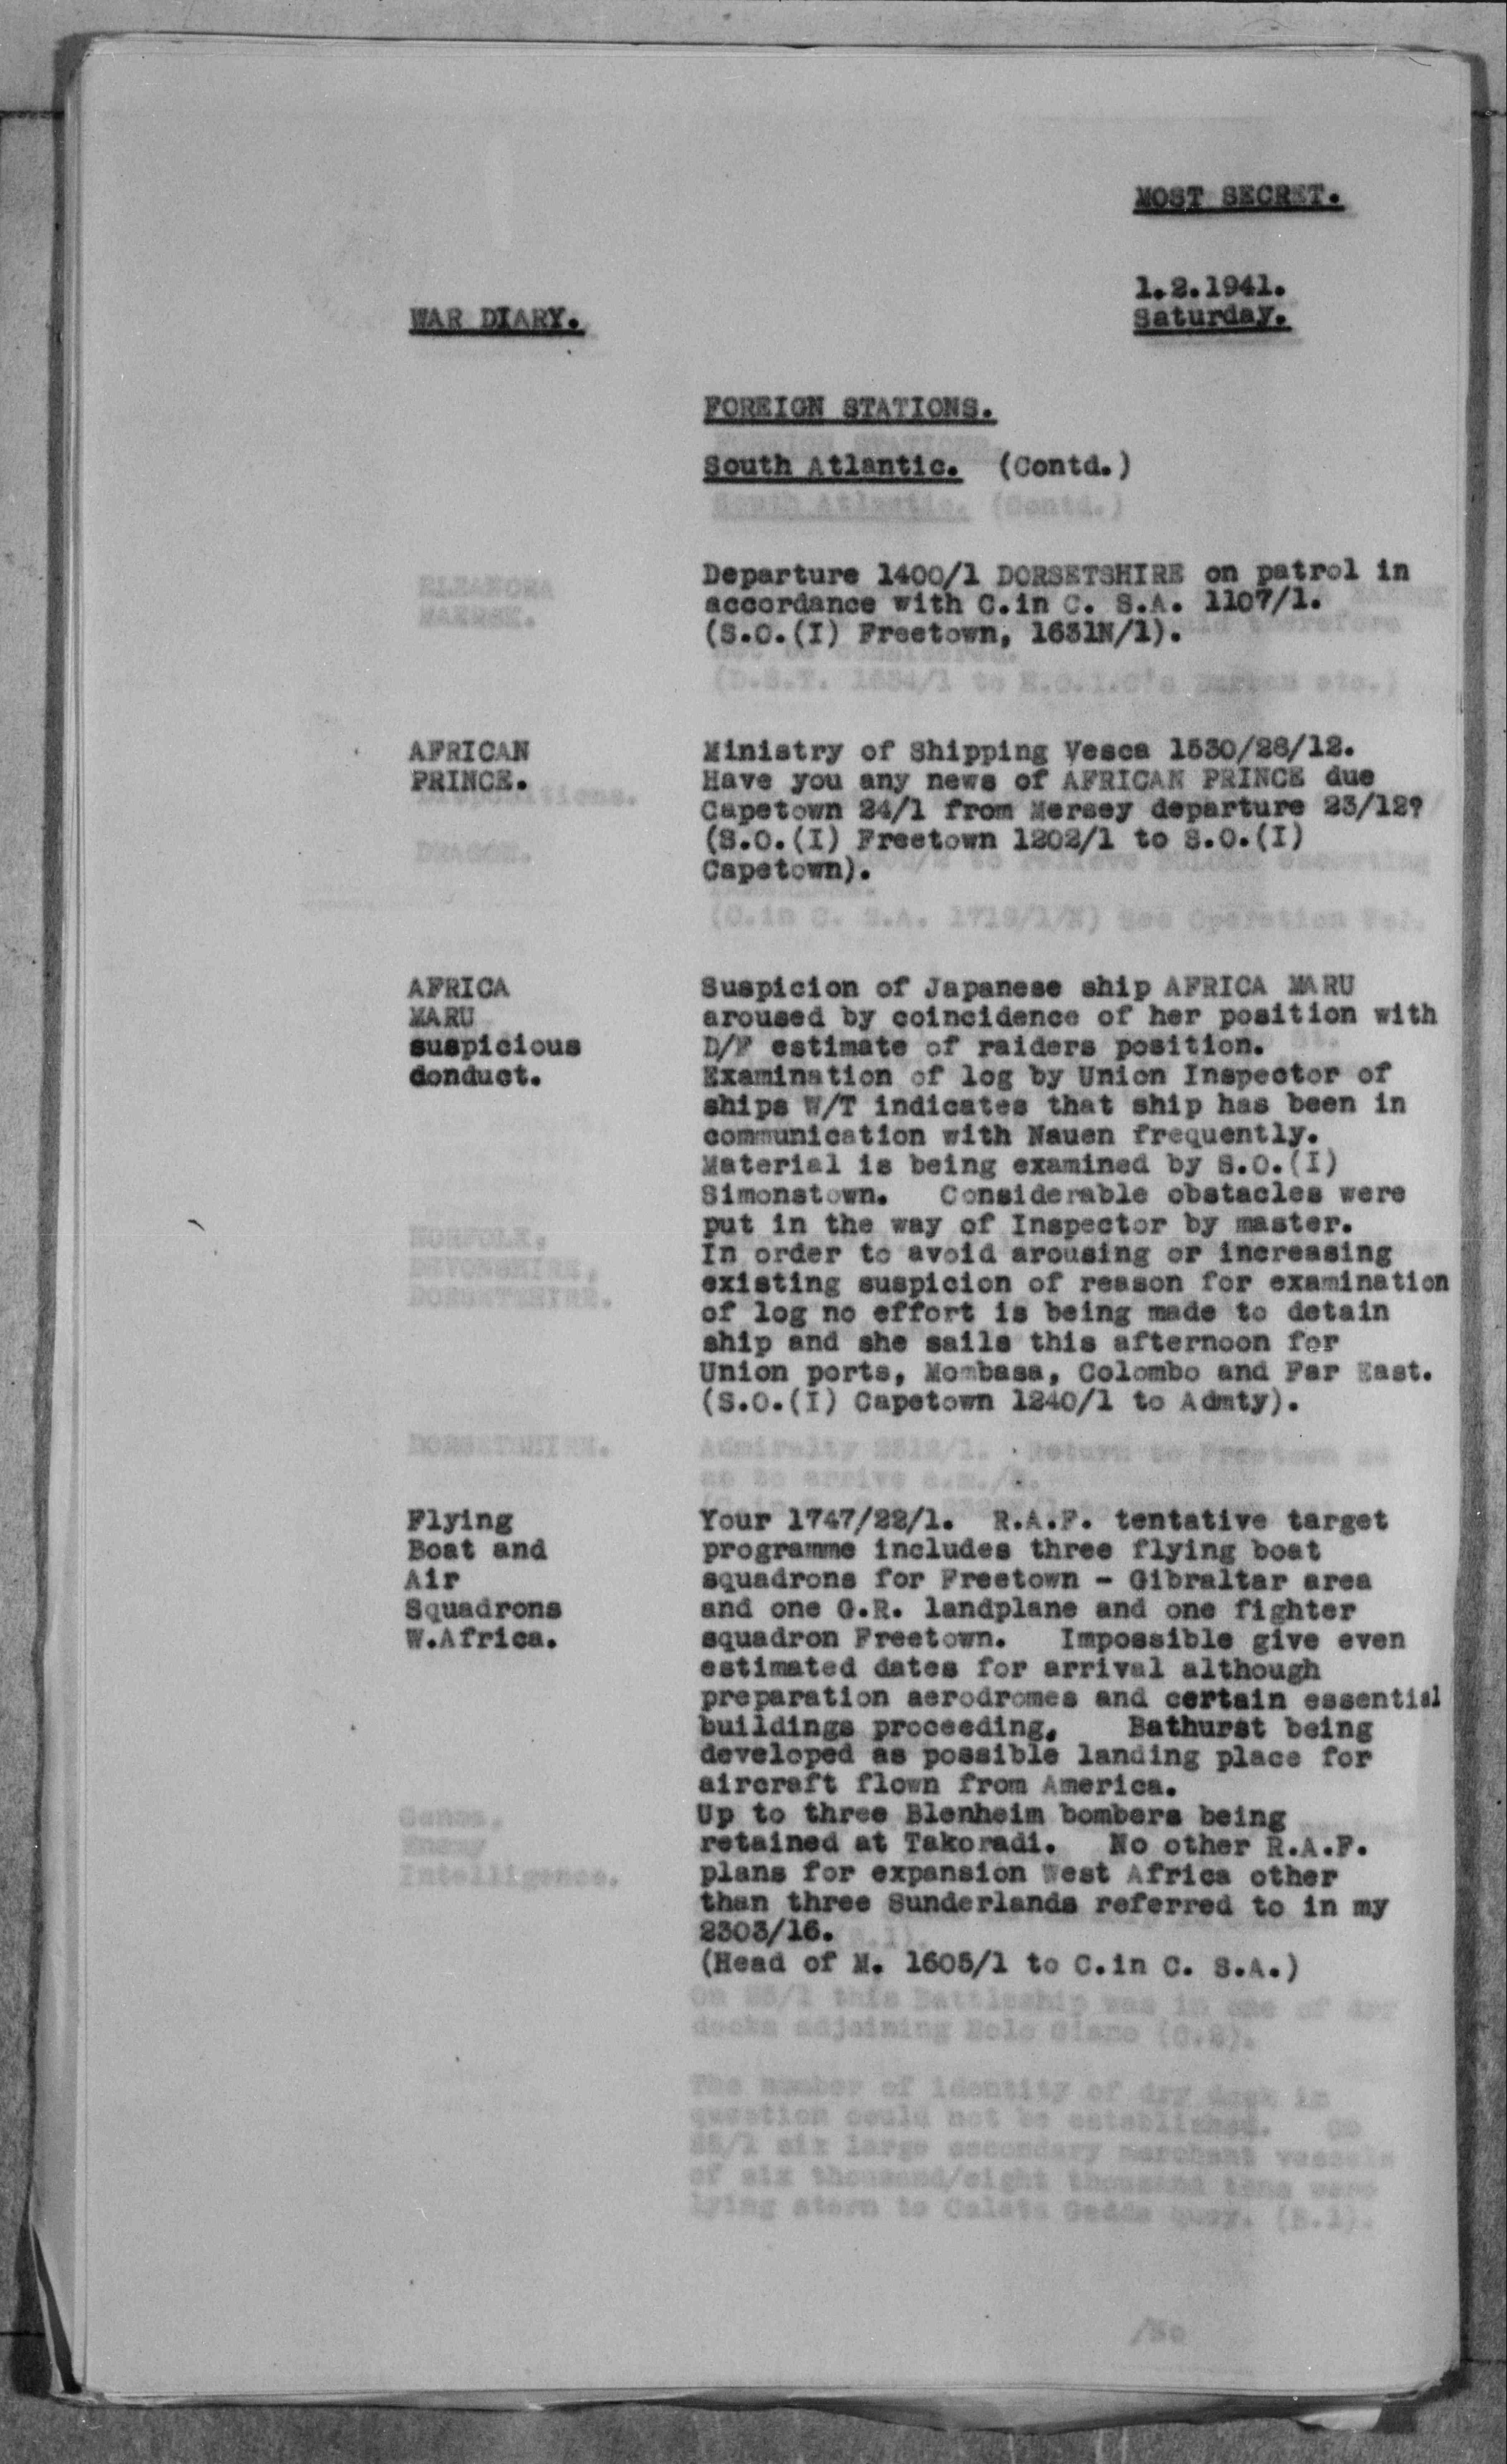 MOST SECRET.
1.2.1941.
WAR DIARY.
Saturday.
FOREIGN STATIONS.
South Atlantic. (Contd.)
Departure 1400/1 DORSETSHIRE on patrol in
accordance with C.in C. S.A. 1107/1.
(S.O.(I) Freetown, 1631N/1).
AFRICAN
PRINCE.
Ministry of Shipping Vesca 1530/28/12.
Have you any news of AFRICAN PRINCE due
Capetown 24/1 from Mersey departure 23/12?
(S.O.(I) Freetown 1202/1 to S.O.(I)
Capetown).
AFRICA
MARU
suspicious
conduct.
Suspicion of Japanese ship AFRICA MARU
aroused by coincidence of her position with
D/F estimate of raiders position.
Examination of log by Union Inspector of
ships W/T indicates that ship has been in
communication with Nauen frequently.
Material is being examined by S.O.(I)
Simonstown. Considerable obstacles were
put in the way of Inspector by master.
In order to avoid arousing or increasing
existing suspicion of reason for examination
of log no effort is being made to detain
ship and she sails this afternoon for
Union ports, Mombasa, Colombo and Far East.
(S.O.(I) Capetown 1240/1 to Admty).
Flying
Boat and
Air
Squadrons
W.Africa.
Your 1747/22/1. R.A.F. tentative target
programme includes three flying boat
squadrons for Freetown - Gibraltar area
and one G.R. landplane and one fighter
squadron Freetown. Impossible give even
estimated dates for arrival although
preparation aerodromes and certain essential
buildings proceeding. Bathurst being
developed as possible landing place for
aircraft flown from America.
Up to three Blenheim bombers being
retained at Takoradi. No other R.A.F.
plans for expansion West Africa other
than three Sunderlands referred to in my
2303/16.
(Head of M. 1605/1 to C.in C. S.A.)